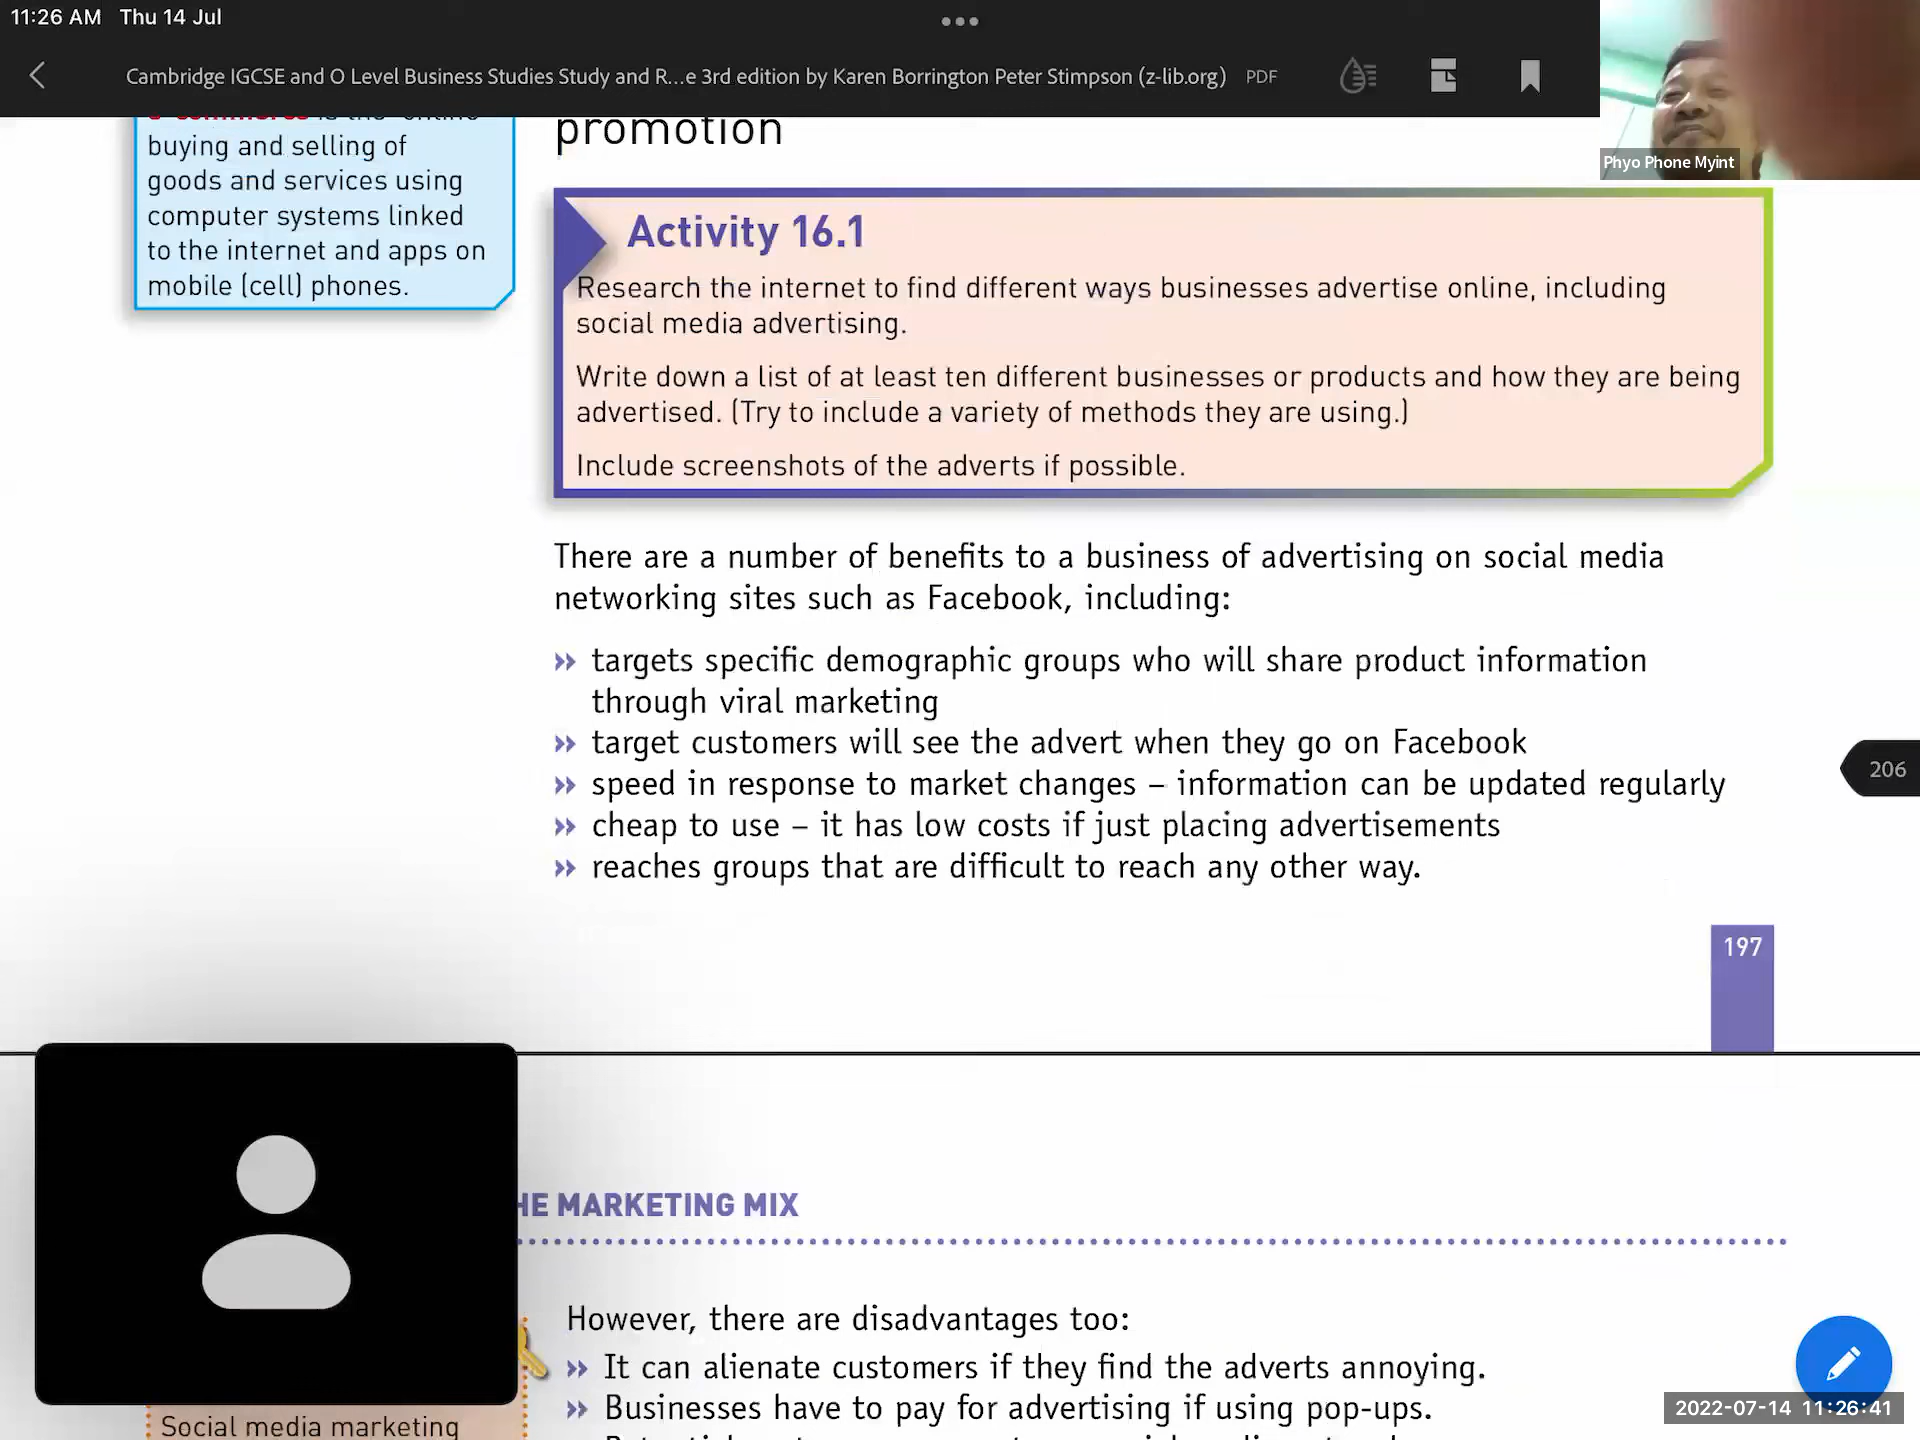 11:26 AM Thu 14 Jul
Cambridge IGCSE and O Level Business Studies Study and R...e 3rd edition by Karen Borrington Peter Stimpson (z-lib.org) PDF
Phyo Phone Myint
buying and selling of
goods and services using
computer systems linked
to the internet and apps on
mobile (cell) phones.
promotion
Activity 16.1
Research the internet to find different ways businesses advertise online, including
social media advertising.
Write down a list of at least ten different businesses or products and how they are being
advertised. (Try to include a variety of methods they are using.)
Include screenshots of the adverts if possible.
There are a number of benefits to a business of advertising on social media
networking sites such as Facebook, including:
» targets specific demographic groups who will share product information
through viral marketing
» target customers will see the advert when they go on Facebook
» speed in response to market changes – information can be updated regularly
» cheap to use – it has low costs if just placing advertisements
» reaches groups that are difficult to reach any other way.
206
197
HE MARKETING MIX
However, there are disadvantages too:
» It can alienate customers if they find the adverts annoying.
» Businesses have to pay for advertising if using pop-ups.
Social media marketing
2022-07-14 11:26:41